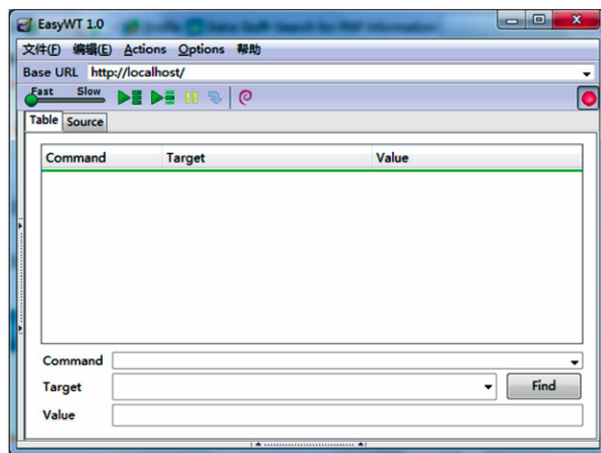 EasyWT 1.0
文件(F) 编辑(E) Actions Options 帮助
Base URL http://localhost/
Fast Slow
Table Source
Command Target Value
Command
Target Find
Value